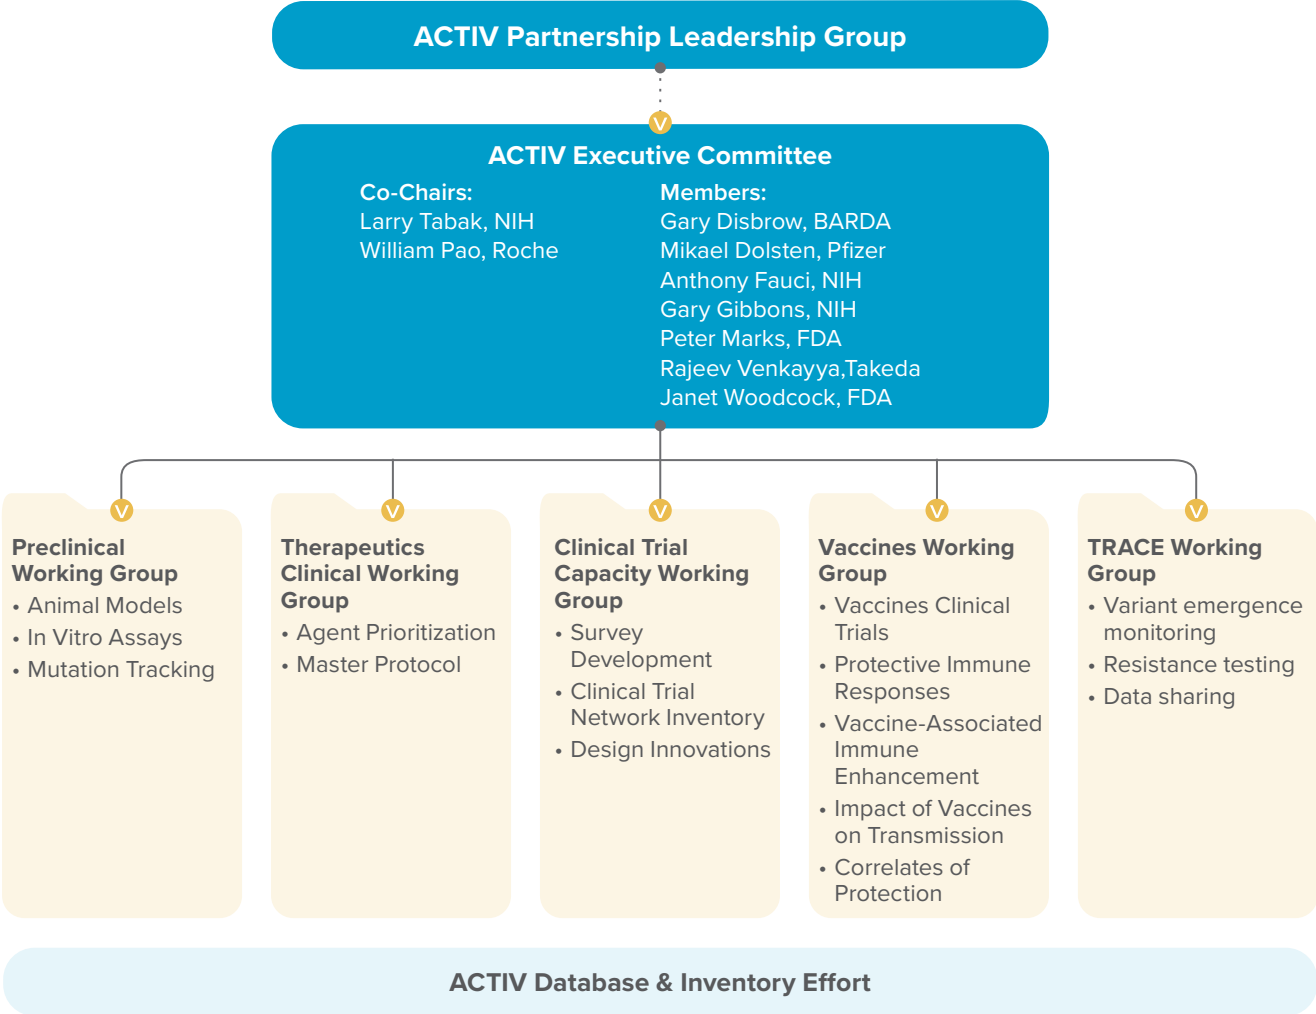 ACTIV Partnership Leadership Group
ACTIV Executive Committee
Co-Chairs:
Larry Tabak, NIH
William Pao, Roche
Members:
Gary Disbrow, BARDA
Mikael Dolsten, Pfizer
Anthony Fauci, NIH
Gary Gibbons, NIH
Peter Marks, FDA
Rajeev Venkayya,Takeda
Janet Woodcock, FDA
Preclinical
Working Group
• Animal Models
• In Vitro Assays
• Mutation Tracking
Therapeutics
Clinical Working
Group
• Agent Prioritization
• Master Protocol
Clinical Trial
Capacity Working
Group
• Survey
Development
• Clinical Trial
Network Inventory
• Design Innovations
Vaccines Working
Group
• Vaccines Clinical
Trials
• Protective Immune
Responses
• Vaccine-Associated
Immune
Enhancement
• Impact of Vaccines
on Transmission
• Correlates of
Protection
TRACE Working
Group
• Variant emergence
monitoring
• Resistance testing
• Data sharing
ACTIV Database & Inventory Effort